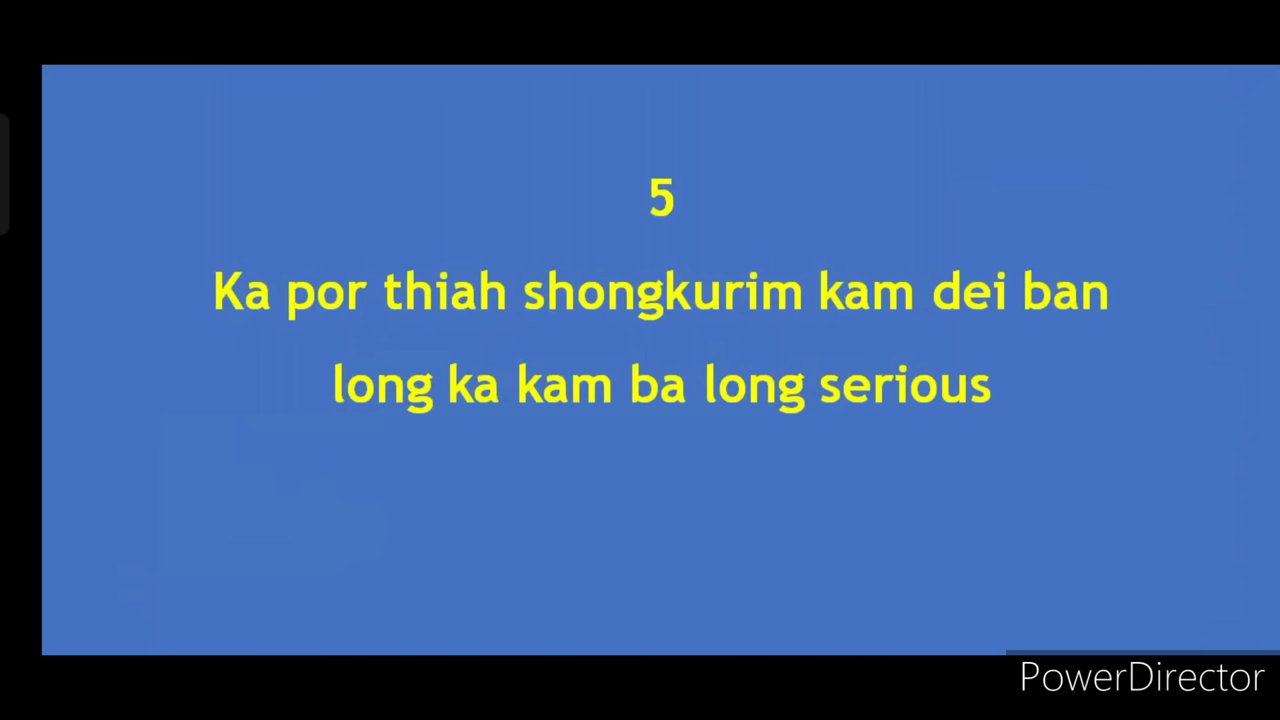 5
Ka por thiah shongkurim kam dei ban
long ka kam ba long serious
PowerDirector